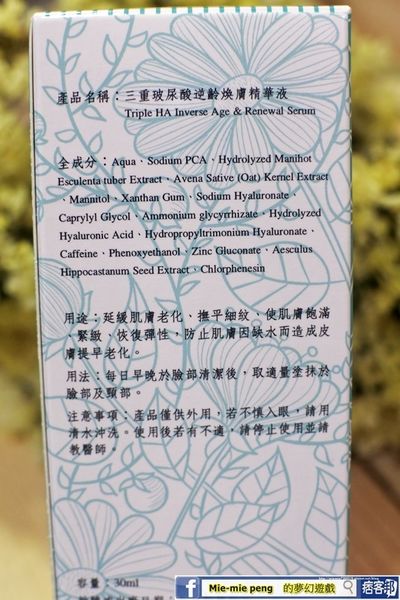 產品名稱：三重玻尿酸逆齡煥膚精華液
Triple HA Inverse Age & Renewal Serum
全成分：Aqua、Sodium PCA、Hydrolyzed Manihot
Esculenta tuber Extract、Avena Sativa (Oat) Kernel Extract
、Mannitol、Xanthan Gum、Sodium Hyaluronate、
Caprylyl Glycol、Ammonium glycyrrhizate、Hydrolyzed
Hyaluronic Acid、Hydropropyltrimonium Hyaluronate、
Caffeine、Phenoxyethanol、Zinc Gluconate、Aesculus
Hippocastanum Seed Extract、Chlorphenesin
用途：延緩肌膚老化、撫平細紋、使肌膚飽滿
、緊緻、恢復彈性，防止肌膚因缺水而造成皮
膚提早老化。
用法：每日早晚於臉部清潔後，取適量塗抹於
臉部及頸部。
注意事項：產品僅供外用，若不慎入眼，請用
清水沖洗。使用後若有不適，請停止使用並請
教醫師。
容量：30ml
Mie-mie peng 的夢幻遊戲
痞客邦